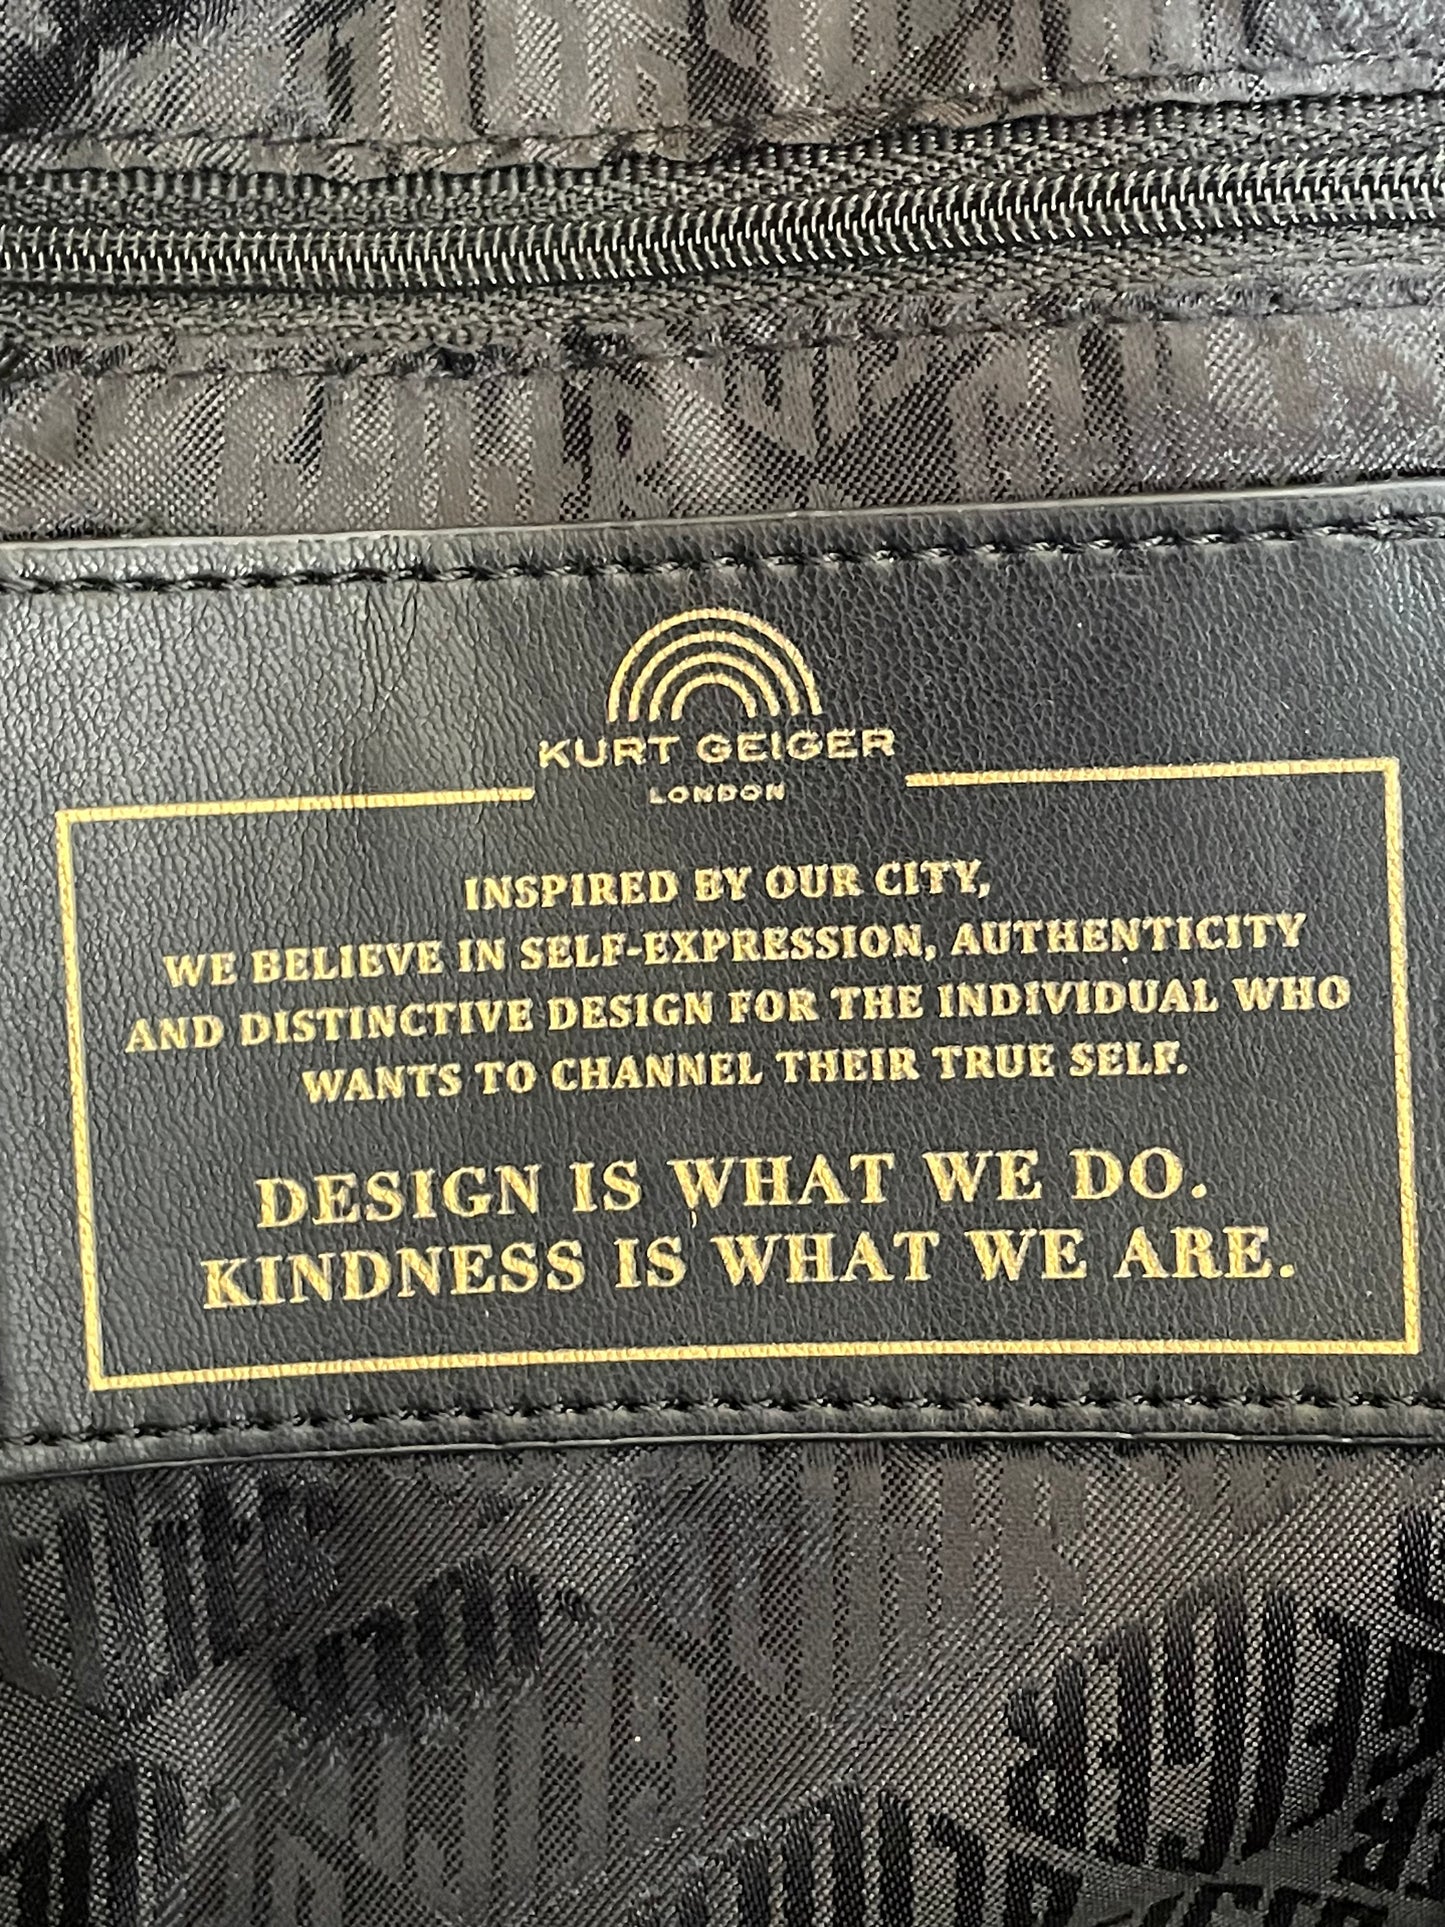 KURT GEIGER
LONDON
INSPIRED BY OUR CITY,
WE BELIEVE IN SELF-EXPRESSION, AUTHENTICITY
AND DISTINCTIVE DESIGN FOR THE INDIVIDUAL WHO
WANTS TO CHANNEL THEIR TRUE SELF.
DESIGN IS WHAT WE DO.
KINDNESS IS WHAT WE ARE.